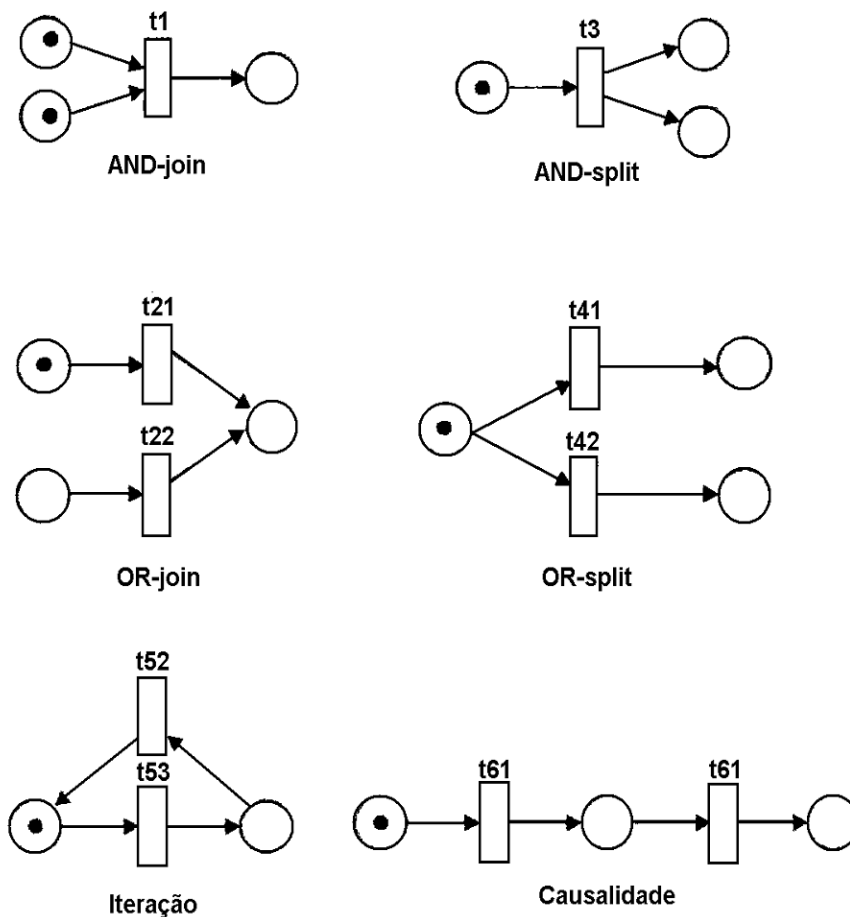 t1
t3
AND-join
AND-split
t21
t41
t22
t42
OR-join
OR-split
t52
t53
t61
t61
Iteração
Causalidade